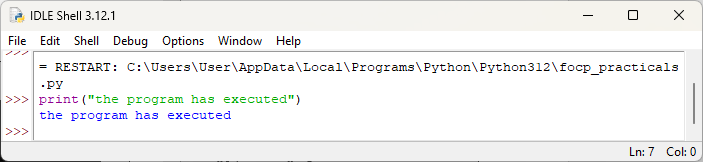 IDLE Shell 3.12.1
File Edit Shell Debug Options Window Help
>>>
= RESTART: C:\Users\User\AppData\Local\Programs\Python\Python312\focp_practicals
.py
>>> print("the program has executed")
the program has executed
>>>
Ln: 7 Col: 0